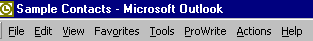 Sample Contacts - Microsoft Outlook
File Edit View Favorites Tools ProWrite Actions Help